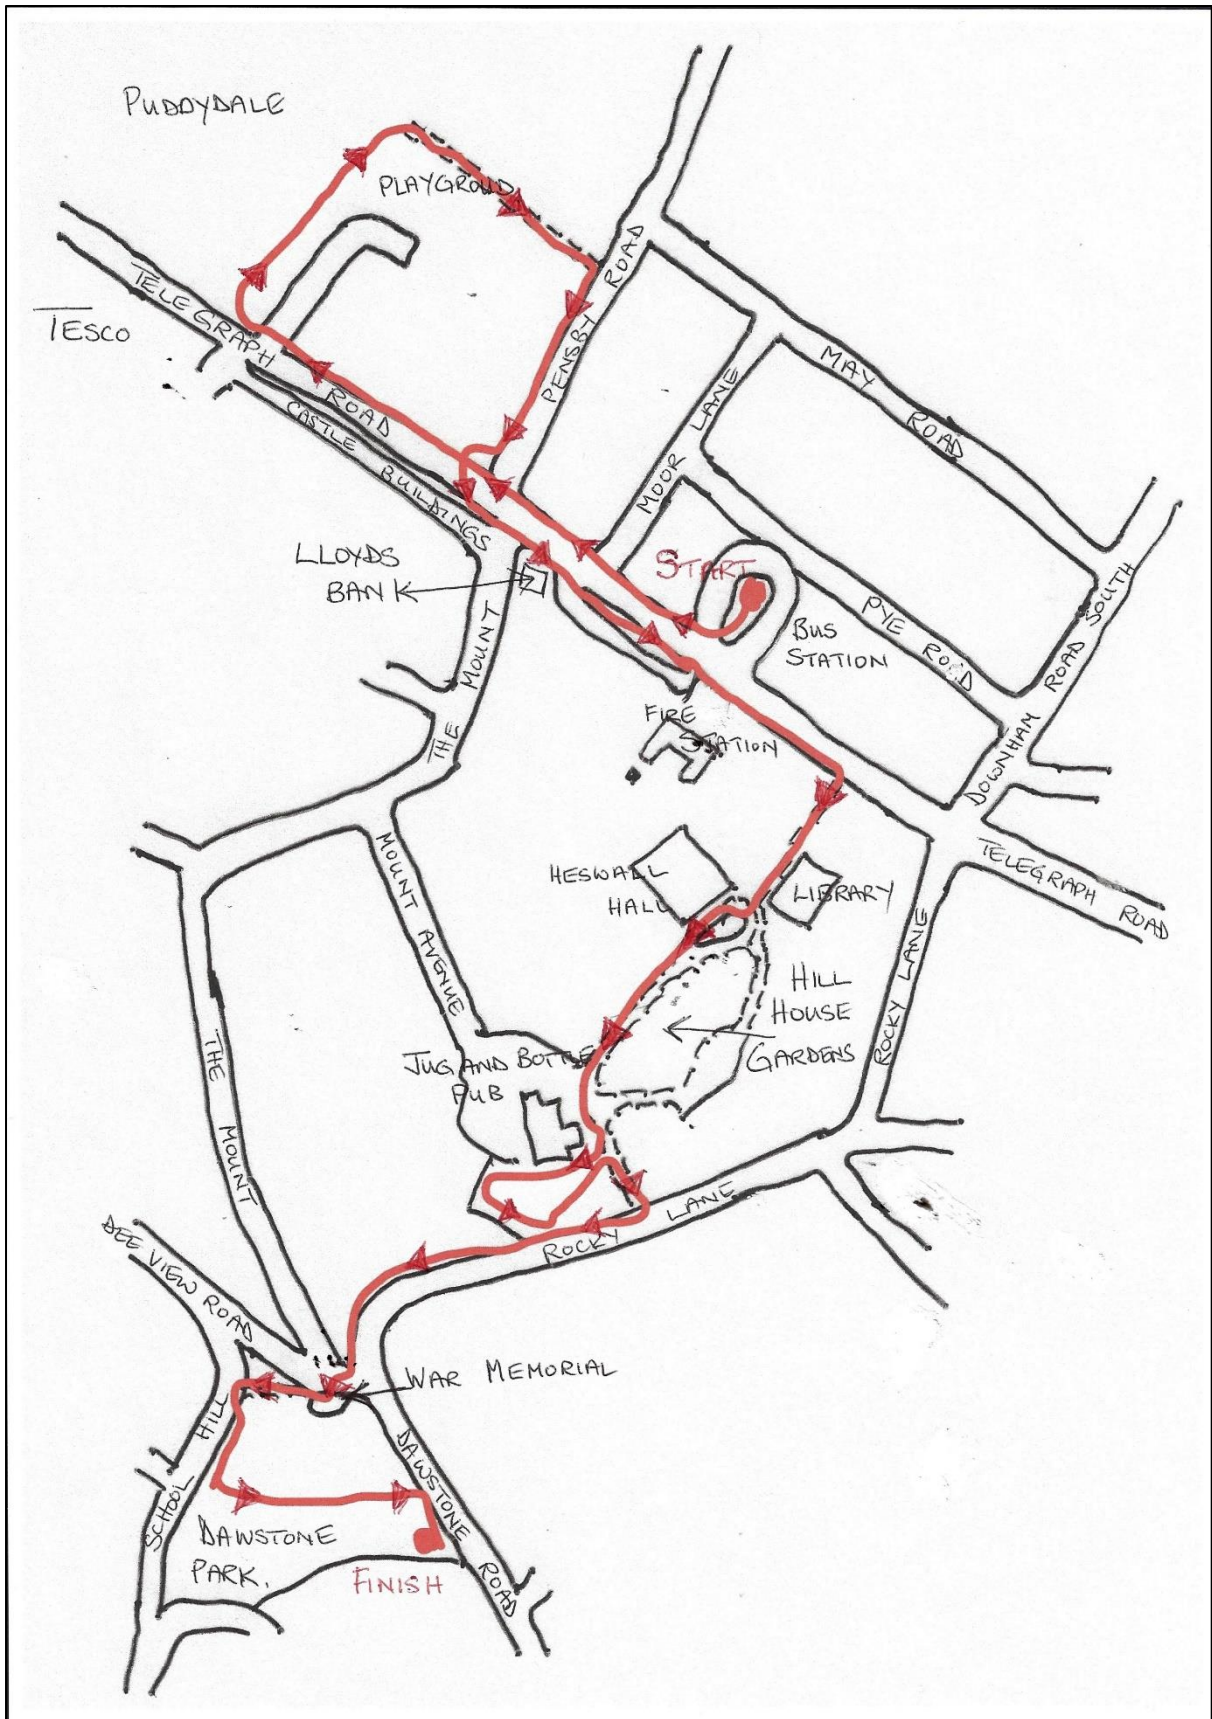 PUDDYDALE
PLAYGROUD
TELEGRAPH ROAD
TESCO
PENSBY ROAD
CASTLE BUILDINGS
MOOR LANE
MAY ROAD
LLOYDS
BANK
START
BUS
STATION
PYE ROAD
DOWNHAM ROAD SOUTH
THE MOUNT
FIRE
STATION
HESWALL
HALL
LIBRARY
TELEGRAPH ROAD
MOUNT AVENUE
ROCKY LANE
HILL
HOUSE
GARDENS
JUG AND BOTTLE
PUB
THE MOUNT
ROCKY LANE
DEE VIEW ROAD
WAR MEMORIAL
SCHOOL HILL
DAWSTONE ROAD
DAWSTONE
PARK.
FINISH